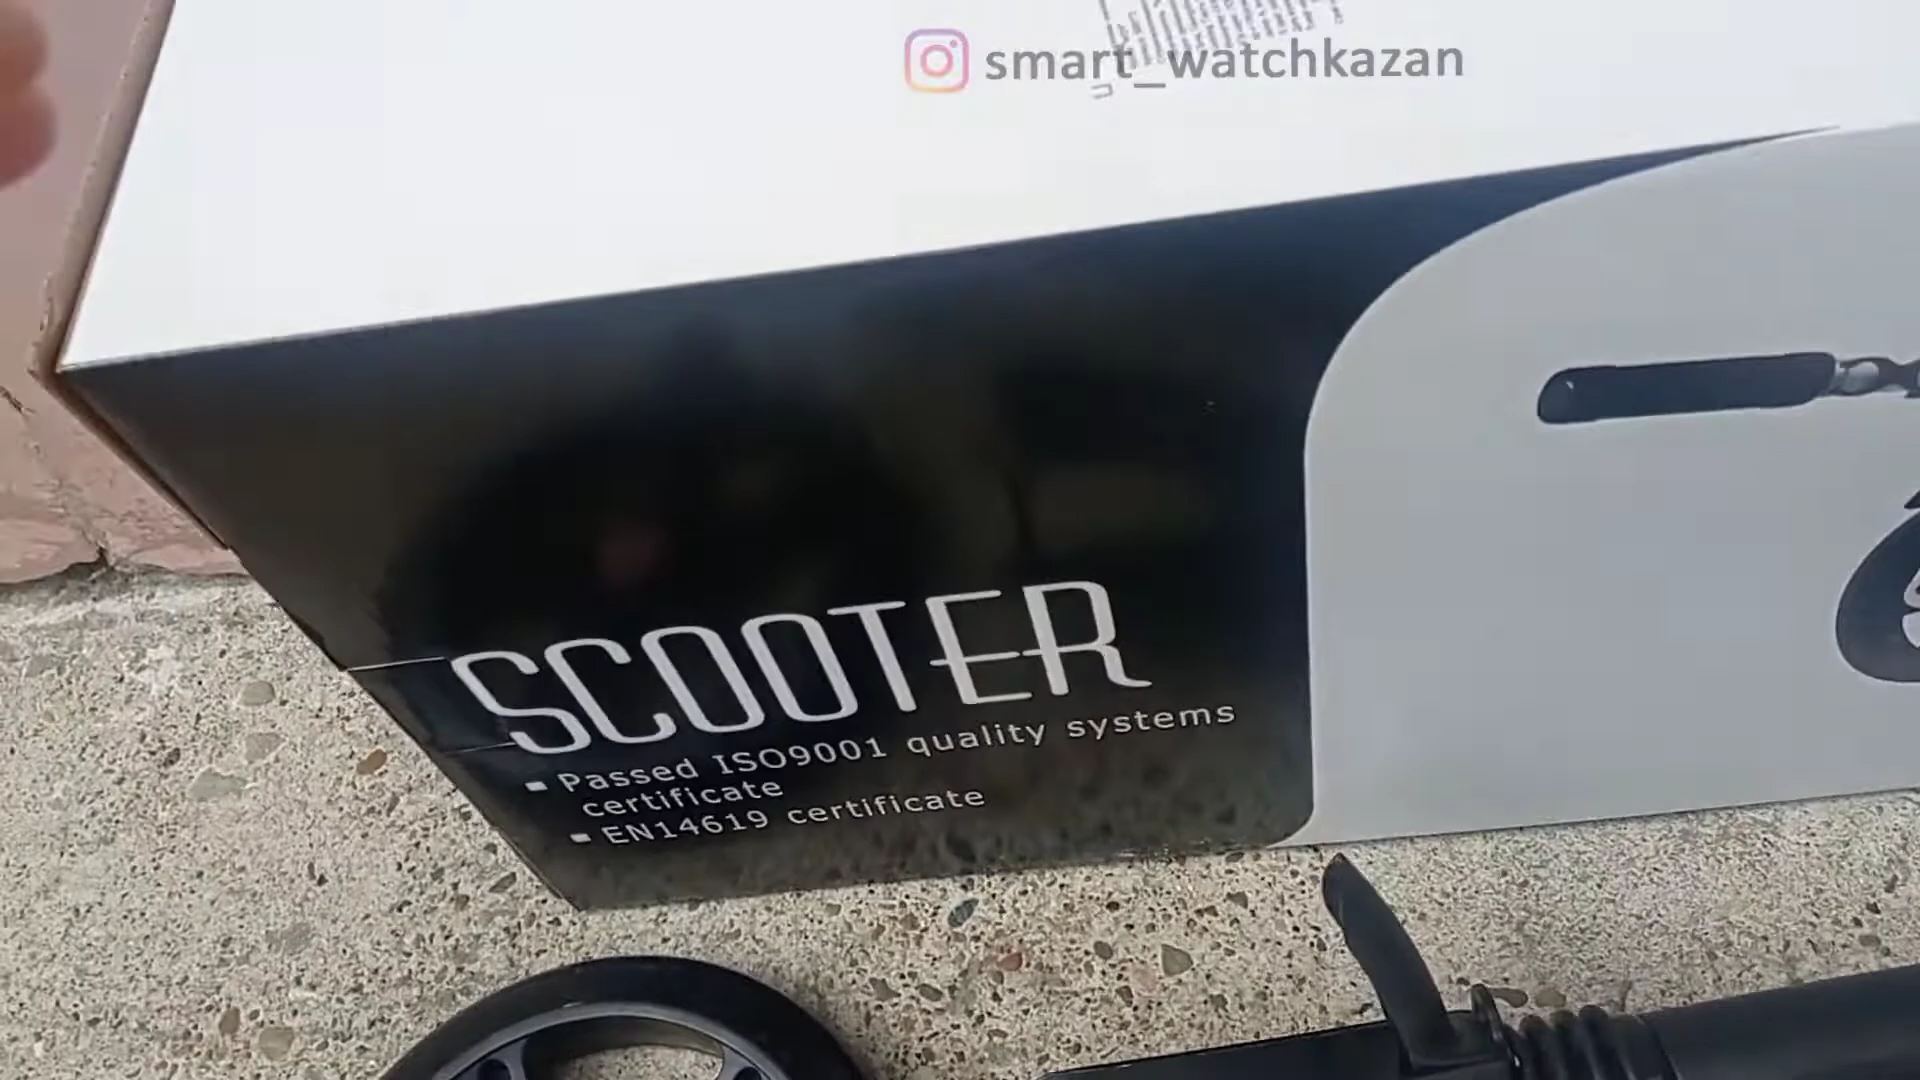 smart_watchkazan
SCOOTER
▪ Passed ISO9001 quality systems
certificate
▪ EN14619 certificate